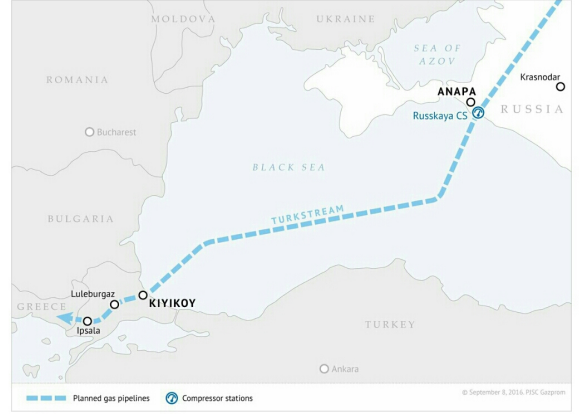 MOLDOVA
UKRAINE
SEA OF
AZOV
ROMANIA
Krasnodar
ANAPA
RUSSIA
Russkaya CS
Bucharest
BLACK SEA
BULGARIA
TURKSTREAM
Luleburgaz
KIYIKOY
GREECE
Ipsala
TURKEY
Ankara
Planned gas pipelines
Compressor stations
© September 8, 2016, PJSC Gazprom